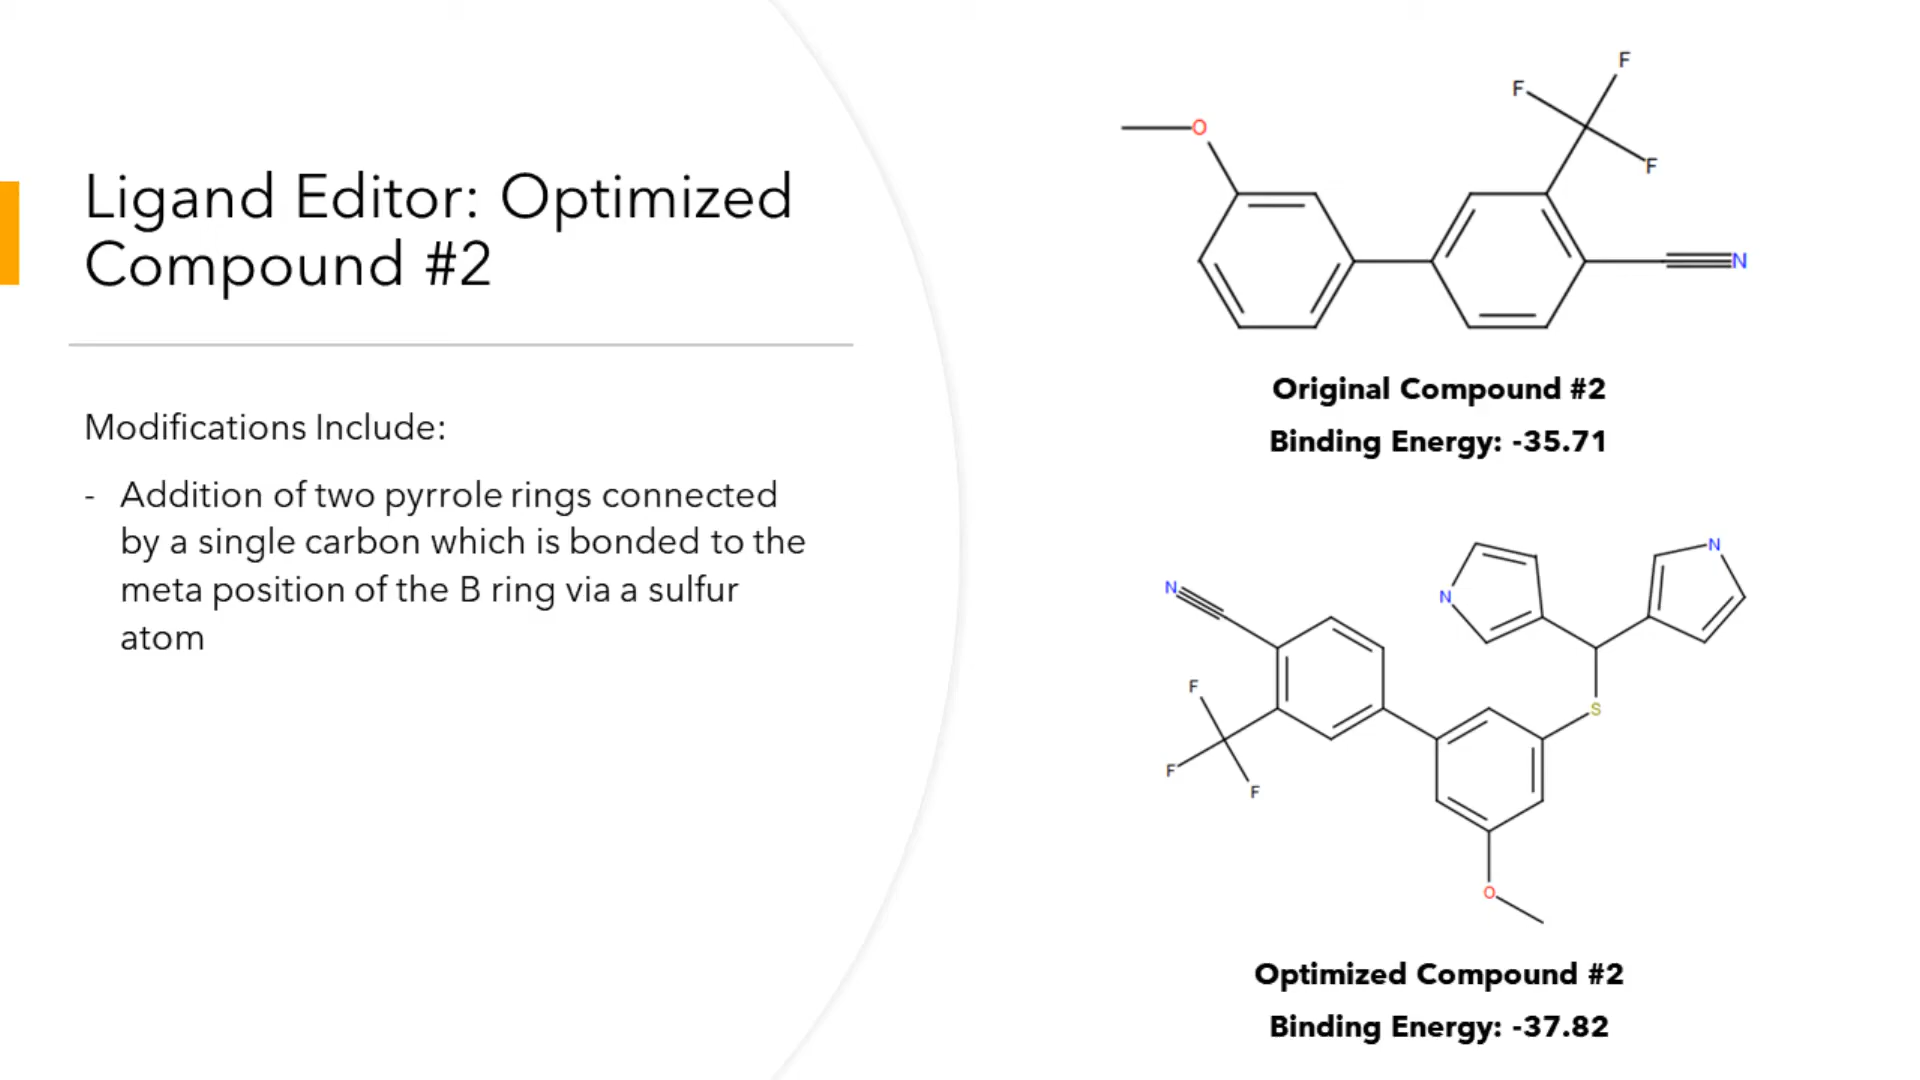 Ligand Editor: Optimized
Compound #2
Modifications Include:
- Addition of two pyrrole rings connected
by a single carbon which is bonded to the
meta position of the B ring via a sulfur
atom
F
F
F
O
N
Original Compound #2
Binding Energy: -35.71
N
N
N
F
F
F
S
O
Optimized Compound #2
Binding Energy: -37.82